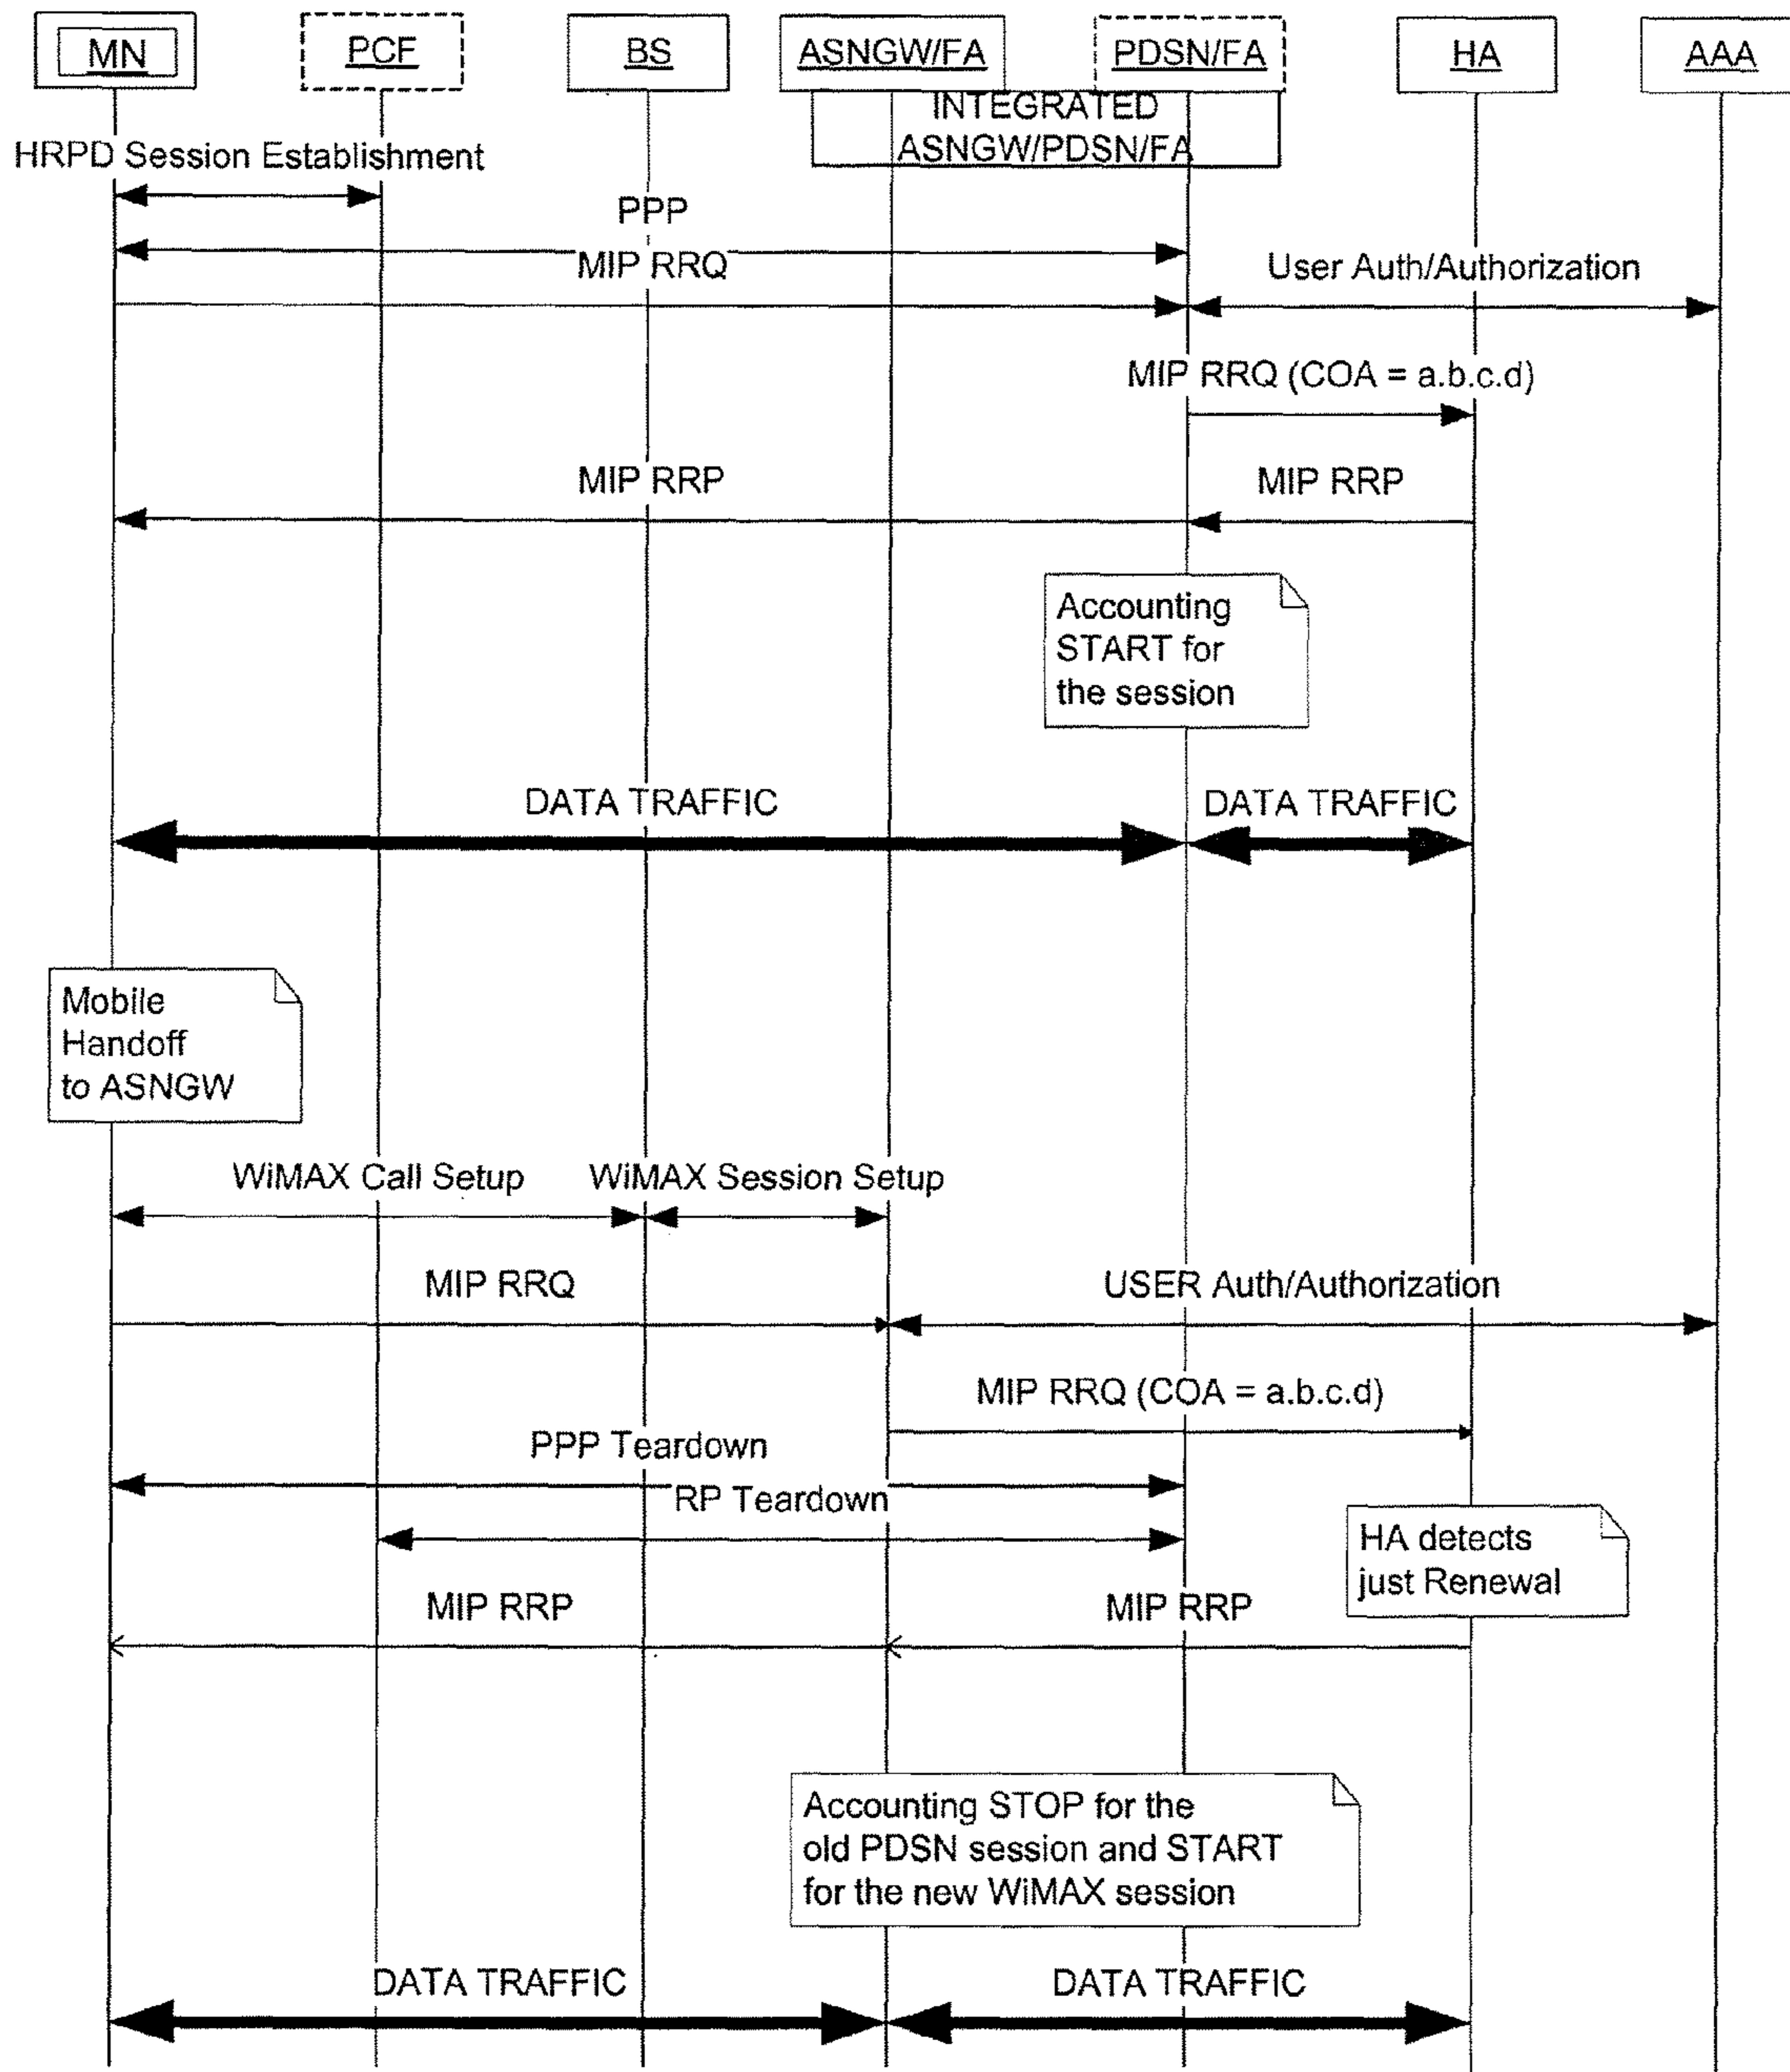 MN PCF BS ASNGW/FA PDSN/FA HA AAA
INTEGRATED
ASNGW/PDSN/FA
HRPD Session Establishment
PPP
MIP RRQ
User Auth/Authorization
MIP RRQ (COA = a.b.c.d)
MIP RRP
MIP RRP
Accounting
START for
the session
DATA TRAFFIC
DATA TRAFFIC
Mobile
Handoff
to ASNGW
WiMAX Call Setup
WiMAX Session Setup
MIP RRQ
USER Auth/Authorization
MIP RRQ (COA = a.b.c.d)
PPP Teardown
RP Teardown
HA detects
just Renewal
MIP RRP
MIP RRP
Accounting STOP for the
old PDSN session and START
for the new WiMAX session
DATA TRAFFIC
DATA TRAFFIC